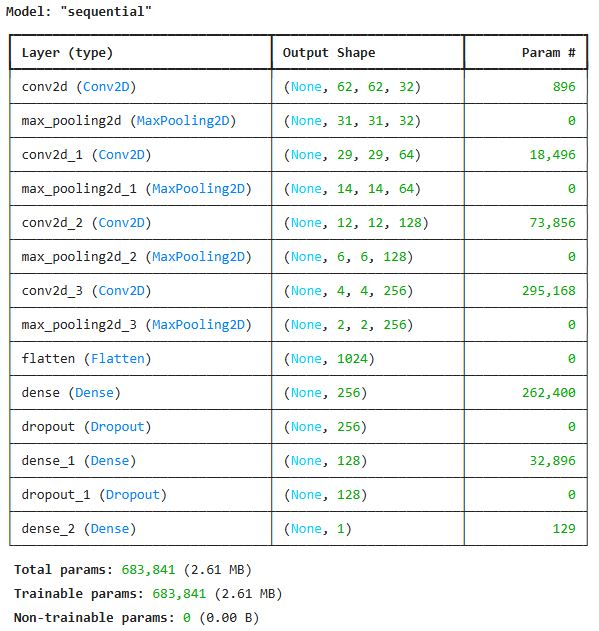 Model: "sequential"
Layer (type) Output Shape Param #
conv2d (Conv2D) (None, 62, 62, 32) 896
max_pooling2d (MaxPooling2D) (None, 31, 31, 32) 0
conv2d_1 (Conv2D) (None, 29, 29, 64) 18,496
max_pooling2d_1 (MaxPooling2D) (None, 14, 14, 64) 0
conv2d_2 (Conv2D) (None, 12, 12, 128) 73,856
max_pooling2d_2 (MaxPooling2D) (None, 6, 6, 128) 0
conv2d_3 (Conv2D) (None, 4, 4, 256) 295,168
max_pooling2d_3 (MaxPooling2D) (None, 2, 2, 256) 0
flatten (Flatten) (None, 1024) 0
dense (Dense) (None, 256) 262,400
dropout (Dropout) (None, 256) 0
dense_1 (Dense) (None, 128) 32,896
dropout_1 (Dropout) (None, 128) 0
dense_2 (Dense) (None, 1) 129
Total params: 683,841 (2.61 MB)
Trainable params: 683,841 (2.61 MB)
Non-trainable params: 0 (0.00 B)